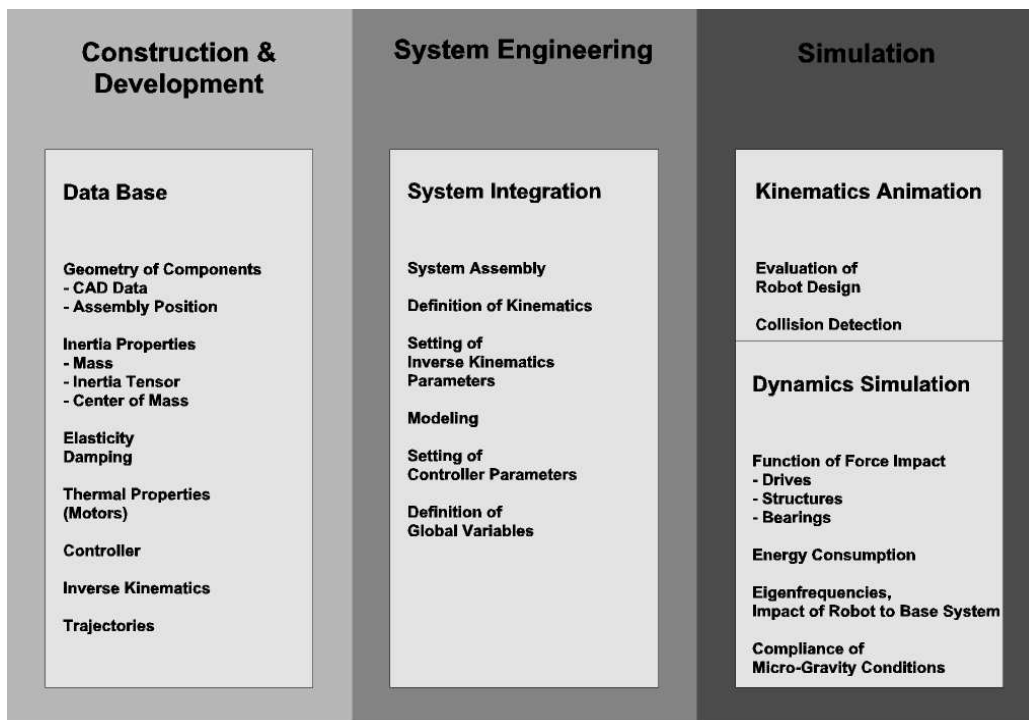 Construction &
Development
Data Base
Geometry of Components
- CAD Data
- Assembly Position
Inertia Properties
- Mass
- Inertia Tensor
- Center of Mass
Elasticity
Damping
Thermal Properties
(Motors)
Controller
Inverse Kinematics
Trajectories
System Engineering
System Integration
System Assembly
Definition of Kinematics
Setting of
Inverse Kinematics
Parameters
Modeling
Setting of
Controller Parameters
Definition of
Global Variables
Simulation
Kinematics Animation
Evaluation of
Robot Design
Collision Detection
Dynamics Simulation
Function of Force Impact
- Drives
- Structures
- Bearings
Energy Consumption
Eigenfrequencies,
Impact of Robot to Base System
Compliance of
Micro-Gravity Conditions